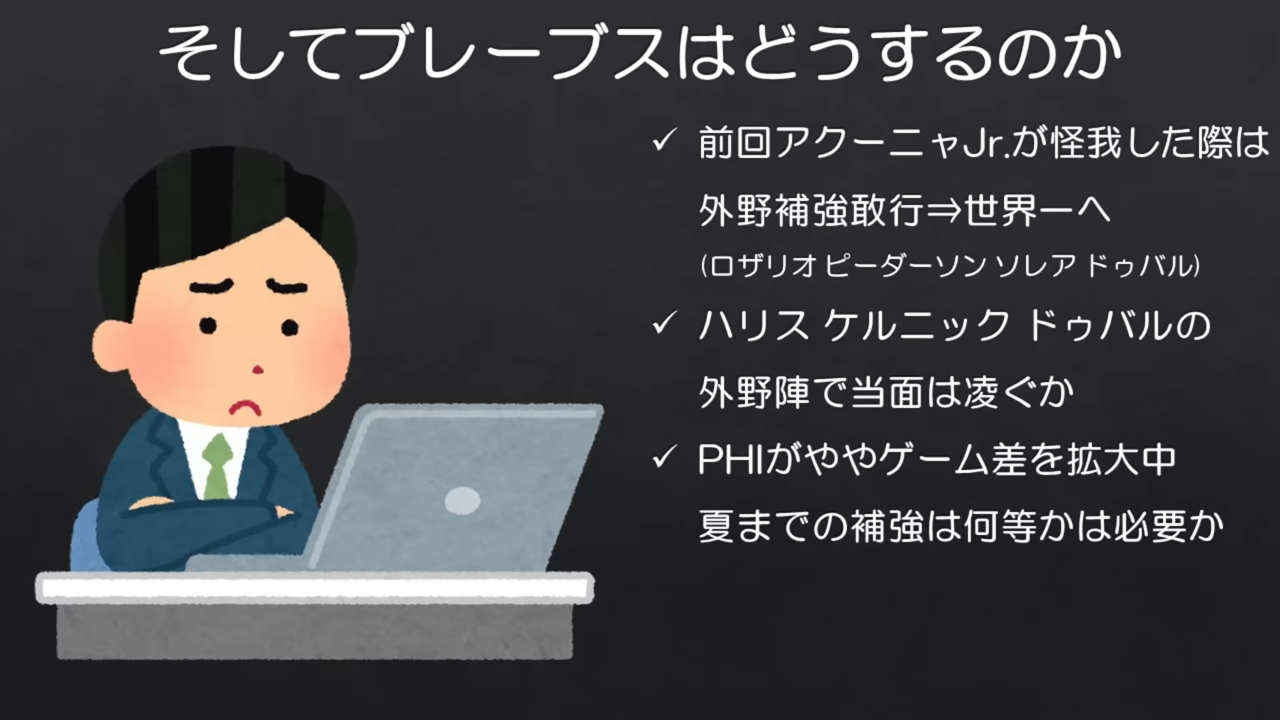 そしてブレーブスはどうするのか
✓ 前回アクーニャJr.が怪我した際は
外野補強敢行⇒世界一へ
(ロザリオ ピーダーソン ソレア ドゥバル)
✓ ハリス ケルニック ドゥバルの
外野陣で当面は凌ぐか
✓ PHIがややゲーム差を拡大中
夏までの補強は何等かは必要か